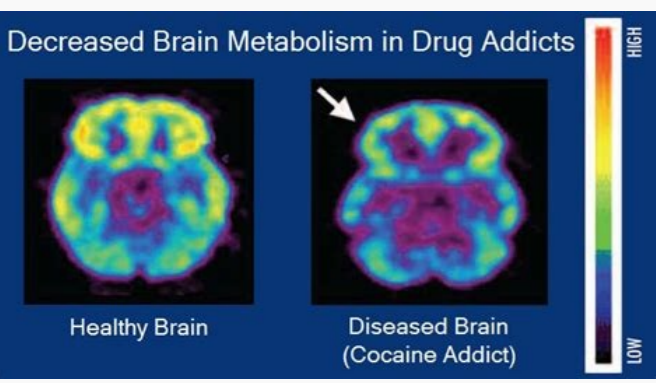 Decreased Brain Metabolism in Drug Addicts
HIGH
Healthy Brain
Diseased Brain
(Cocaine Addict)
LOW